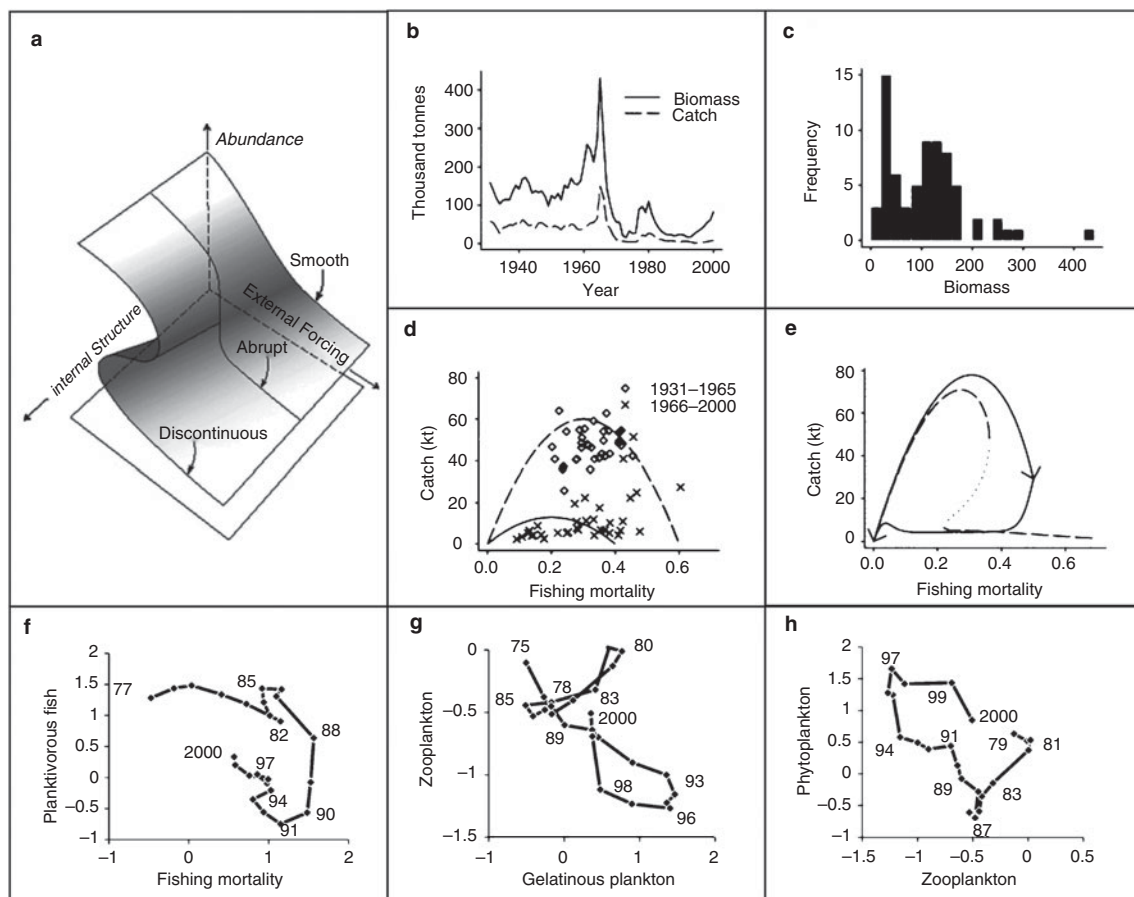 a
Abundance
Smooth
External Forcing
internal Structure
Abrupt
Discontinuous
b
Thousand tonnes
400
300
200
100
0
Biomass
Catch
1940 1960 1980 2000
Year
c
Frequency
15
10
5
0
0 100 200 300 400
Biomass
d
Catch (kt)
80
60
40
20
0
1931–1965
1966–2000
0.0 0.2 0.4 0.6
Fishing mortality
e
Catch (kt)
80
60
40
20
0
0.0 0.2 0.4 0.6
Fishing mortality
f
Planktivorous fish
2
1.5
1
0.5
0
−0.5
−1
77
85
82
88
2000
97
94
91
90
−1 0 1 2
Fishing mortality
g
Zooplankton
0
−0.5
−1
−1.5
75
80
78
85
83
2000
89
93
98
96
−1 0 1 2
Gelatinous plankton
h
Phytoplankton
2
1.5
1
0.5
0
−0.5
−1
97
99
2000
94
91
79
81
89
83
87
−1.5 −1 −0.5 0 0.5
Zooplankton